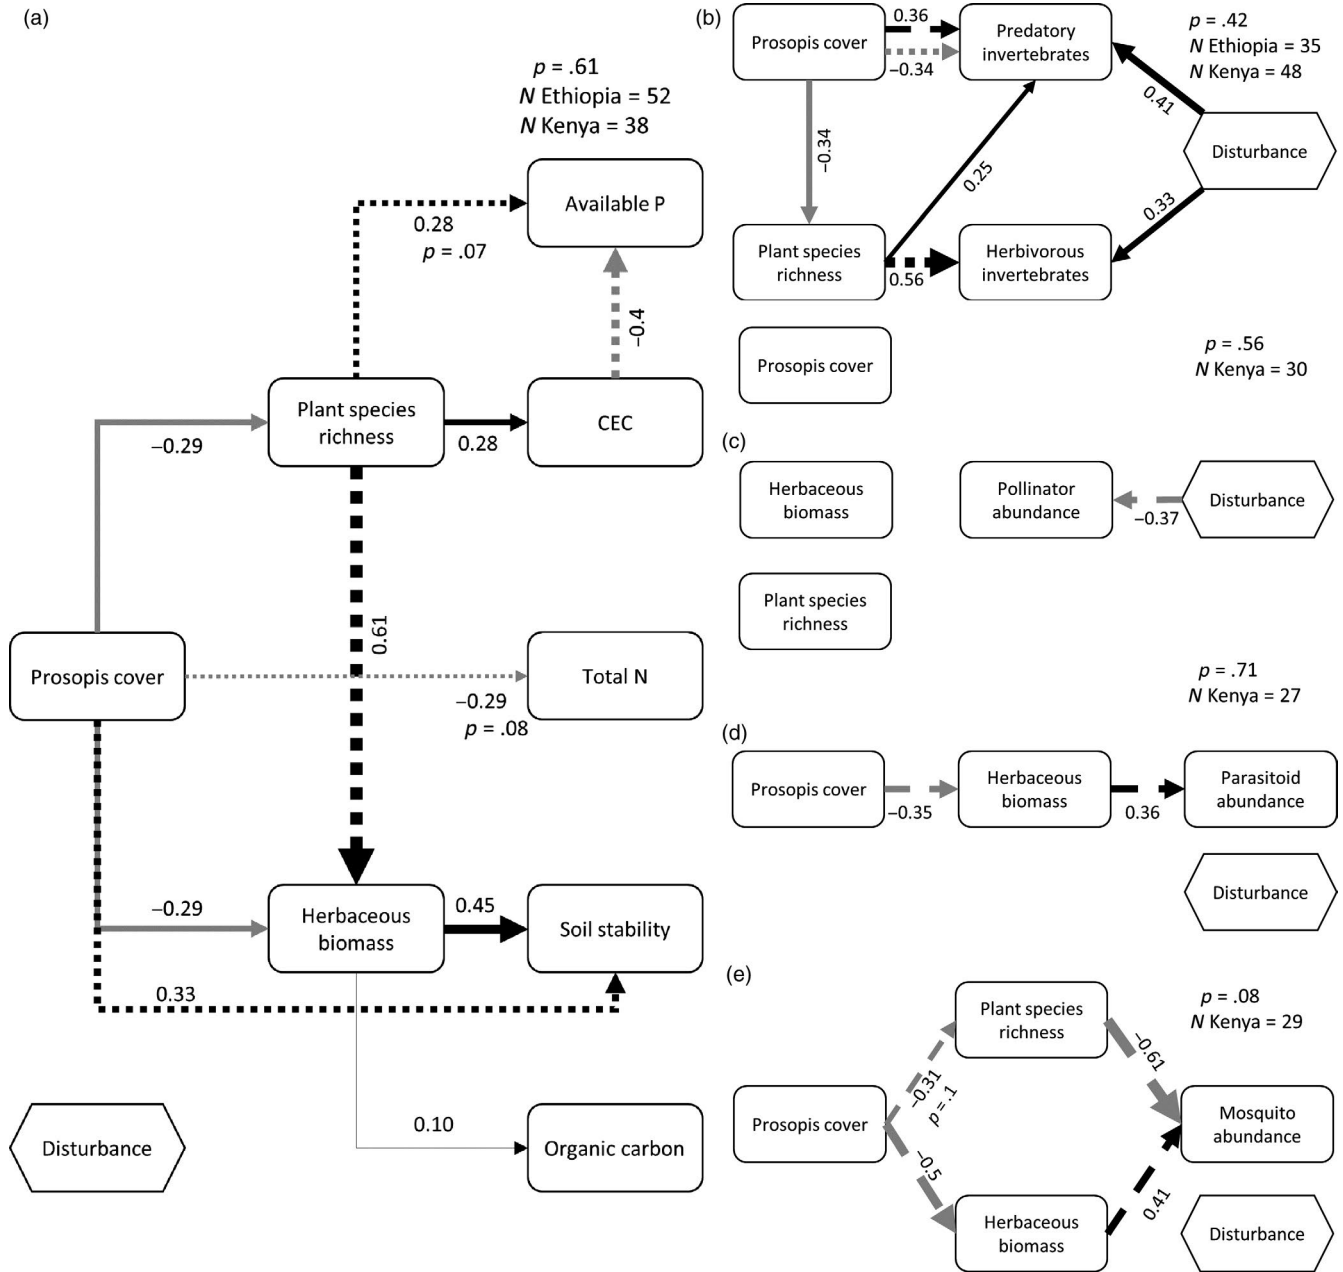 (a)
p = .61
N Ethiopia = 52
N Kenya = 38
Available P
0.28
p = .07
−0.4
Plant species
richness
0.28
CEC
−0.29
0.61
Prosopis cover
Total N
−0.29
p = .08
−0.29
Herbaceous
biomass
0.45
Soil stability
0.33
0.10
Organic carbon
Disturbance
(b)
Prosopis cover
0.36
−0.34
Predatory
invertebrates
p = .42
N Ethiopia = 35
N Kenya = 48
0.41
−0.34
0.25
Disturbance
0.33
Plant species
richness
0.56
Herbivorous
invertebrates
Prosopis cover
p = .56
N Kenya = 30
(c)
Herbaceous
biomass
Pollinator
abundance
−0.37
Disturbance
Plant species
richness
p = .71
N Kenya = 27
(d)
Prosopis cover
−0.35
Herbaceous
biomass
0.36
Parasitoid
abundance
Disturbance
(e)
Plant species
richness
p = .08
N Kenya = 29
−0.31
p = .1
−0.61
Prosopis cover
Mosquito
abundance
−0.5
0.41
Herbaceous
biomass
Disturbance